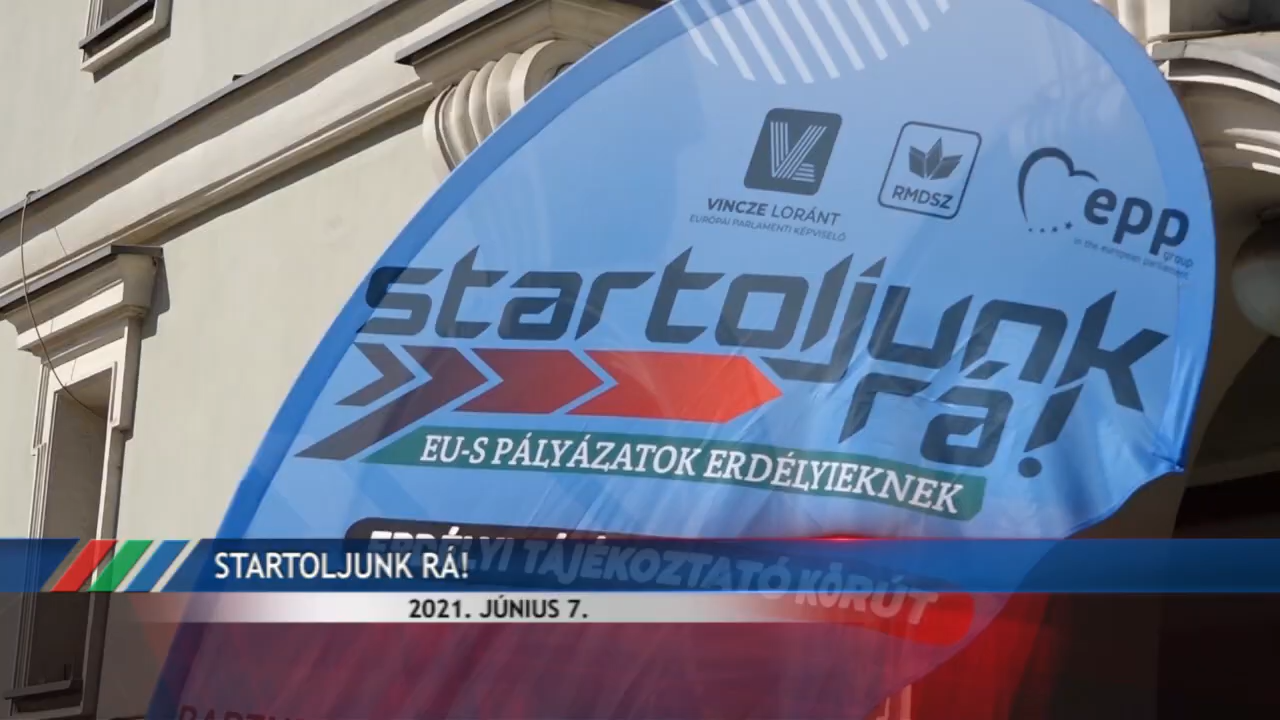 VINCZE LORÁNT
EURÓPAI PARLAMENTI KÉPVISELŐ
RMDSZ
epp
group
in the european parliament
startoljunk
rá!
EU-S PÁLYÁZATOK ERDÉLYIEKNEK
ERDÉLYI TÁJÉKOZTATÓ KÖRÚT
STARTOLJUNK RÁ!
2021. JÚNIUS 7.